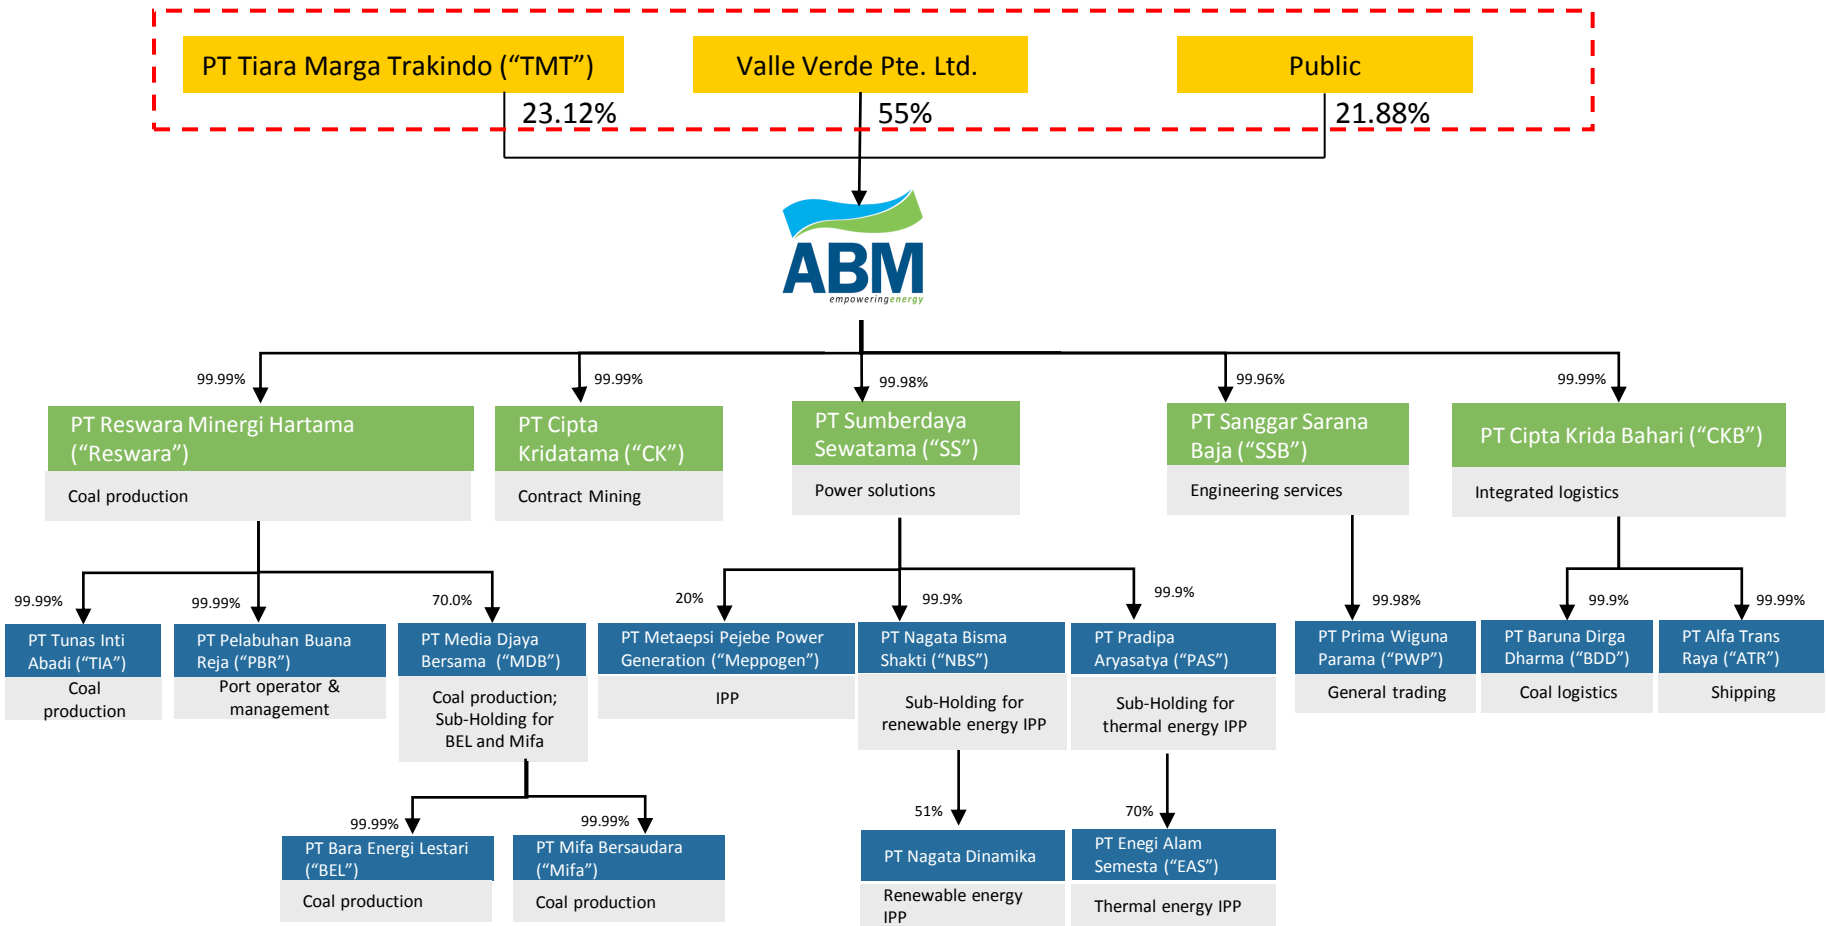 PT Tiara Marga Trakindo (“TMT”)
Valle Verde Pte. Ltd.
Public
23.12%
55%
21.88%
ABM
empoweringenergy
99.99%
99.99%
99.98%
99.96%
99.99%
PT Reswara Minergi Hartama
(“Reswara”)
Coal production
PT Cipta
Kridatama (“CK”)
Contract Mining
PT Sumberdaya
Sewatama (“SS”)
Power solutions
PT Sanggar Sarana
Baja (“SSB”)
Engineering services
PT Cipta Krida Bahari (“CKB”)
Integrated logistics
99.99%
99.99%
70.0%
20%
99.9%
99.9%
99.98%
99.9%
99.99%
PT Tunas Inti
Abadi (“TIA”)
Coal
production
PT Pelabuhan Buana
Reja (“PBR”)
Port operator &
management
PT Media Djaya
Bersama (“MDB”)
Coal production;
Sub-Holding for
BEL and Mifa
PT Metaepsi Pejebe Power
Generation (“Meppogen”)
IPP
PT Nagata Bisma
Shakti (“NBS”)
Sub-Holding for
renewable energy IPP
PT Pradipa
Aryasatya (“PAS”)
Sub-Holding for
thermal energy IPP
PT Prima Wiguna
Parama (“PWP”)
General trading
PT Baruna Dirga
Dharma (“BDD”)
Coal logistics
PT Alfa Trans
Raya (“ATR”)
Shipping
99.99%
99.99%
51%
70%
PT Bara Energi Lestari
(“BEL”)
Coal production
PT Mifa Bersaudara
(“Mifa”)
Coal production
PT Nagata Dinamika
Renewable energy
IPP
PT Enegi Alam
Semesta (“EAS”)
Thermal energy IPP